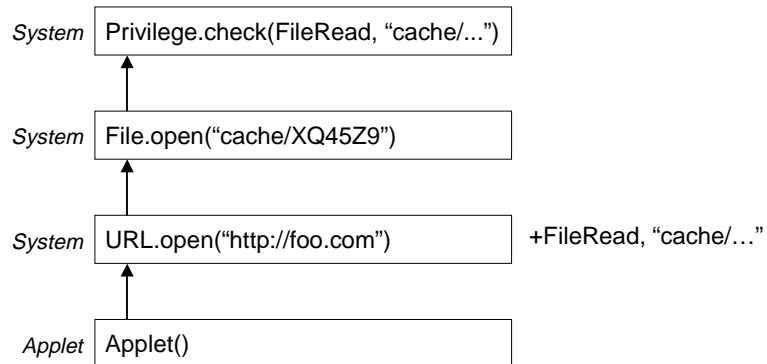 System Privilege.check(FileRead, “cache/...”)
System File.open(“cache/XQ45Z9”)
System URL.open(“http://foo.com”) +FileRead, “cache/…”
Applet Applet()